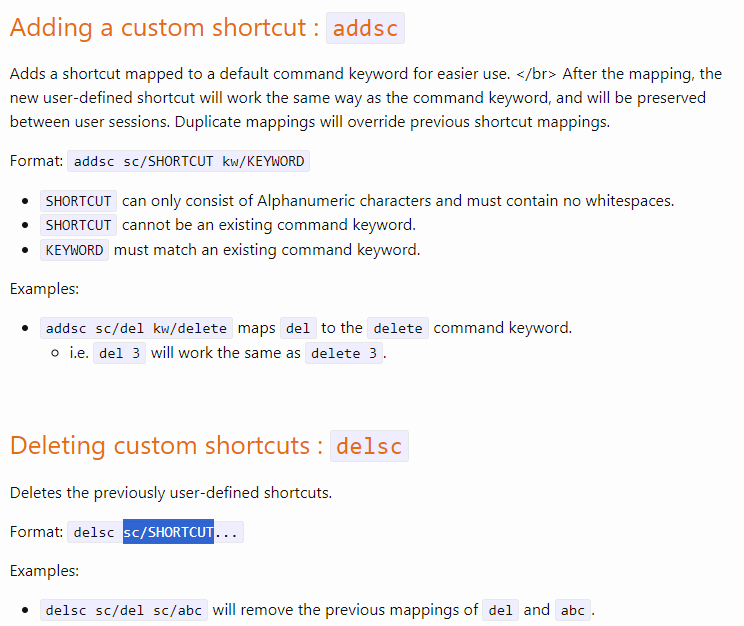 Adding a custom shortcut : addsc
Adds a shortcut mapped to a default command keyword for easier use. </br> After the mapping, the
new user-defined shortcut will work the same way as the command keyword, and will be preserved
between user sessions. Duplicate mappings will override previous shortcut mappings.
Format: addsc sc/SHORTCUT kw/KEYWORD
• SHORTCUT can only consist of Alphanumeric characters and must contain no whitespaces.
• SHORTCUT cannot be an existing command keyword.
• KEYWORD must match an existing command keyword.
Examples:
• addsc sc/del kw/delete maps del to the delete command keyword.
◦ i.e. del 3 will work the same as delete 3.
Deleting custom shortcuts : delsc
Deletes the previously user-defined shortcuts.
Format: delsc sc/SHORTCUT...
Examples:
• delsc sc/del sc/abc will remove the previous mappings of del and abc.